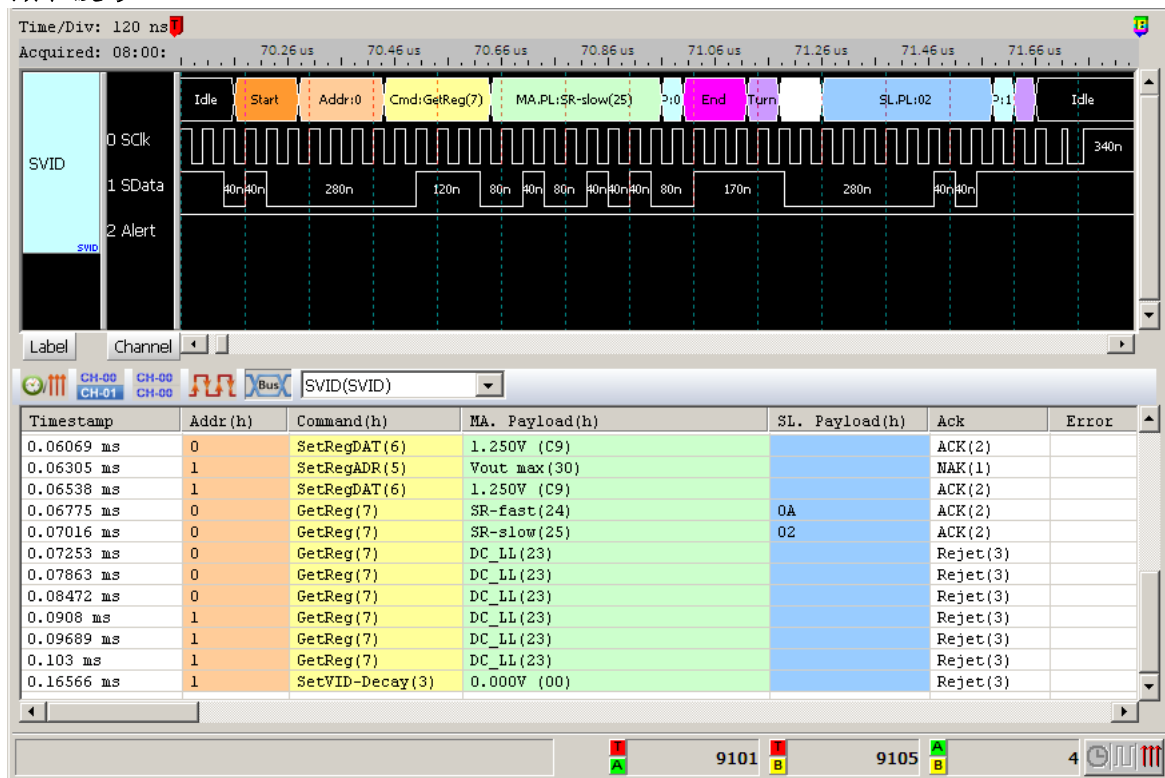 Time/Div: 120 ns T B
Acquired: 08:00: 70.26 us 70.46 us 70.66 us 70.86 us 71.06 us 71.26 us 71.46 us 71.66 us
Idle Start Addr:0 Cmd:GetReg(7) MA.PL:SR-slow(25) P:0 End Turn SL.PL:02 P:1 Idle
0 SClk 340n
SVID
1 SData 40n 40n 280n 120n 80n 40n 80n 40n 40n 40n 80n 170n 280n 40n 40n
2 Alert
SVID
Label Channel
CH-00 CH-01 CH-00 CH-00 Bus SVID(SVID)
Timestamp Addr(h) Command(h) MA. Payload(h) SL. Payload(h) Ack Error
0.06069 ms 0 SetRegDAT(6) 1.250V (C9) ACK(2)
0.06305 ms 1 SetRegADR(5) Vout max(30) NAK(1)
0.06538 ms 1 SetRegDAT(6) 1.250V (C9) ACK(2)
0.06775 ms 0 GetReg(7) SR-fast(24) 0A ACK(2)
0.07016 ms 0 GetReg(7) SR-slow(25) 02 ACK(2)
0.07253 ms 0 GetReg(7) DC_LL(23) Rejet(3)
0.07863 ms 0 GetReg(7) DC_LL(23) Rejet(3)
0.08472 ms 0 GetReg(7) DC_LL(23) Rejet(3)
0.0908 ms 1 GetReg(7) DC_LL(23) Rejet(3)
0.09689 ms 1 GetReg(7) DC_LL(23) Rejet(3)
0.103 ms 1 GetReg(7) DC_LL(23) Rejet(3)
0.16566 ms 1 SetVID-Decay(3) 0.000V (00) Rejet(3)
T A 9101 T B 9105 A B 4